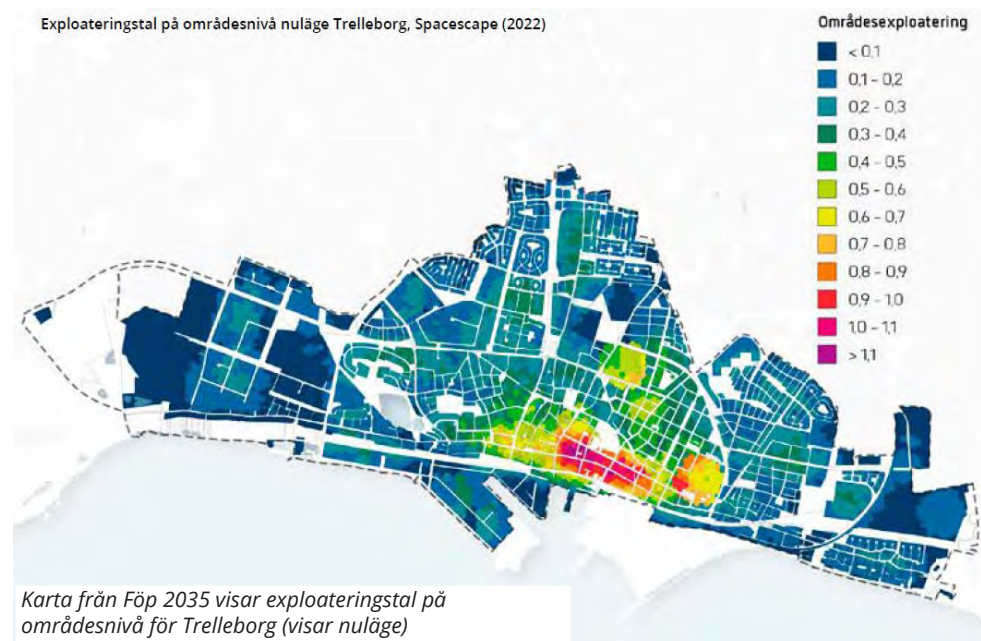 Exploateringstal på områdesnivå nuläge Trelleborg, Spacescape (2022)
Områdesexploatering
< 0,1
0,1 - 0,2
0,2 - 0,3
0,3 - 0,4
0,4 - 0,5
0,5 - 0,6
0,6 - 0,7
0,7 - 0,8
0,8 - 0,9
0,9 - 1,0
1,0 - 1,1
> 1,1
Karta från Föp 2035 visar exploateringstal på
områdesnivå för Trelleborg (visar nuläge)